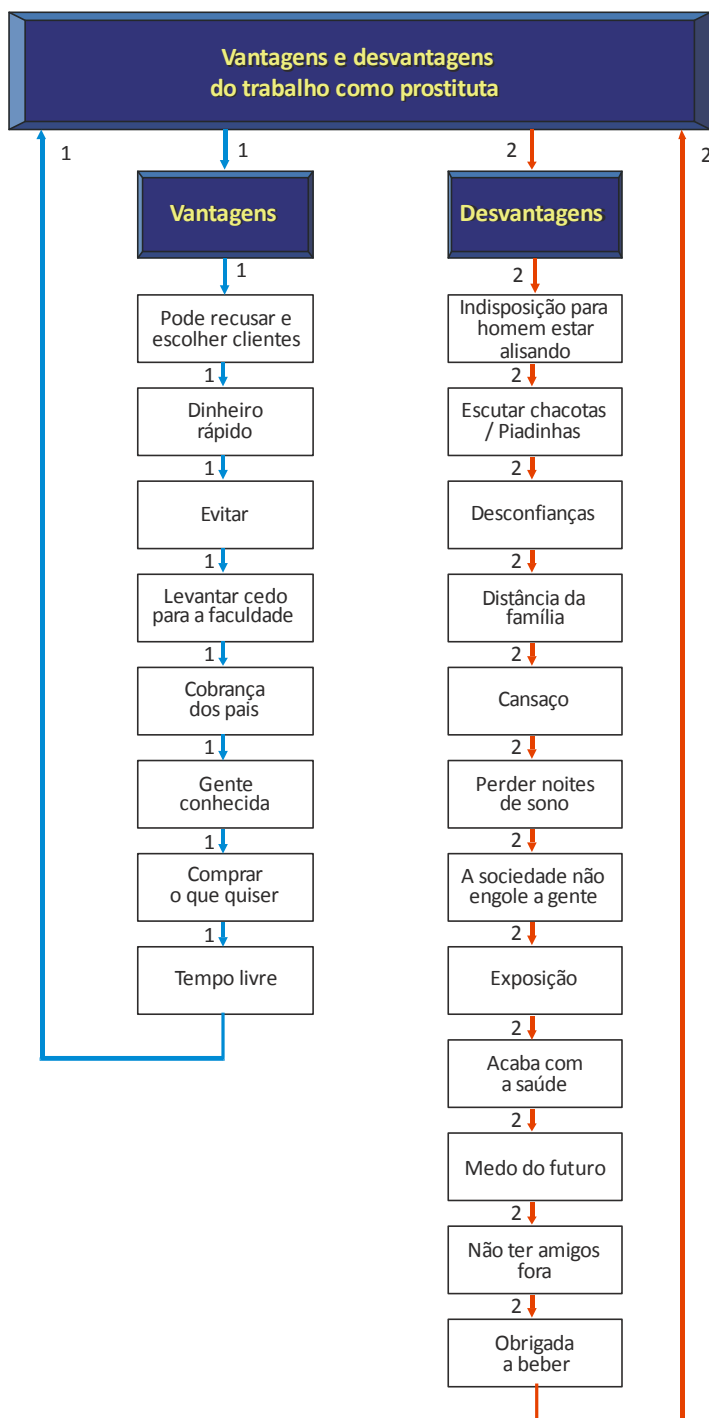 Vantagens e desvantagens
do trabalho como prostituta
1
1
2
2
Vantagens
Desvantagens
1
2
Pode recusar e
escolher clientes
Indisposição para
homem estar
alisando
1
2
Dinheiro
rápido
Escutar chacotas
/ Piadinhas
1
2
Evitar
Desconfianças
1
2
Levantar cedo
para a faculdade
Distância da
família
1
2
Cobrança
dos pais
Cansaço
1
2
Gente
conhecida
Perder noites
de sono
1
2
Comprar
o que quiser
A sociedade não
engole a gente
1
2
Tempo livre
Exposição
2
Acaba com
a saúde
2
Medo do futuro
2
Não ter amigos
fora
2
Obrigada
a beber